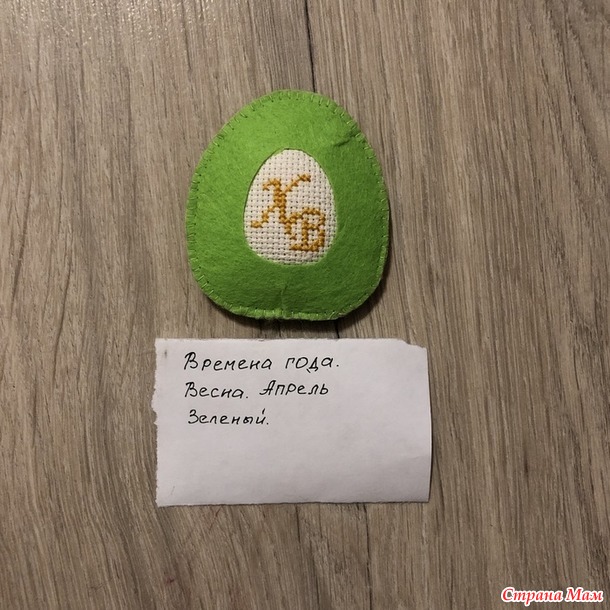 ХВ
Времена года.
Весна. Апрель
Зеленый.
Страна Мам